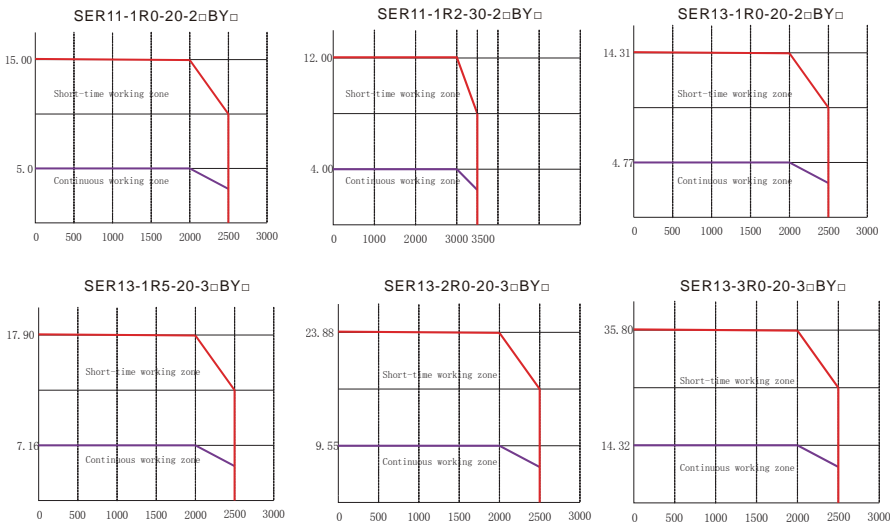 SER11-1R0-20-2□BY□
15.00
Short-time working zone
5.0
Continuous working zone
0 500 1000 1500 2000 2500 3000
SER11-1R2-30-2□BY□
12.00
Short-time working zone
4.00
Continuous working zone
0 1000 2000 3000 3500
SER13-1R0-20-2□BY□
14.31
Short-time working zone
4.77
Continuous working zone
0 500 1000 1500 2000 2500 3000
SER13-1R5-20-3□BY□
17.90
Short-time working zone
7.16
Continuous working zone
0 500 1000 1500 2000 2500 3000
SER13-2R0-20-3□BY□
23.88
Short-time working zone
9.55
Continuous working zone
0 500 1000 1500 2000 2500 3000
SER13-3R0-20-3□BY□
35.80
Short-time working zone
14.32
Continuous working zone
0 500 1000 1500 2000 2500 3000